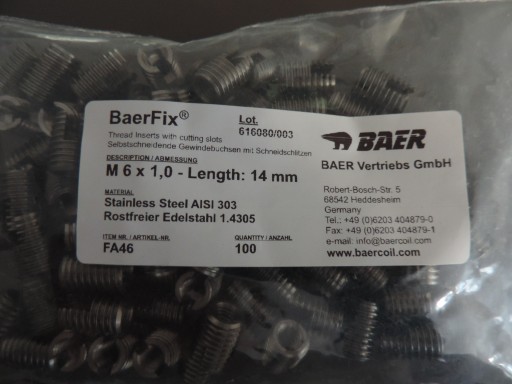 BaerFix®
Lot.
616080/003
Thread Inserts with cutting slots
Selbstschneidende Gewindebuchsen mit Schneidschlitzen
DESCRIPTION / ABMESSUNG
M 6 x 1,0 - Length: 14 mm
MATERIAL
Stainless Steel AISI 303
Rostfreier Edelstahl 1.4305
ITEM NR. / ARTIKEL-NR.
FA46
QUANTITY / ANZAHL
100
BAER
BAER Vertriebs GmbH
Robert-Bosch-Str. 5
68542 Heddesheim
Germany
Tel.: +49 (0)6203 404879-0
Fax: +49 (0)6203 404879-1
e-mail: info@baercoil.com
www.baercoil.com